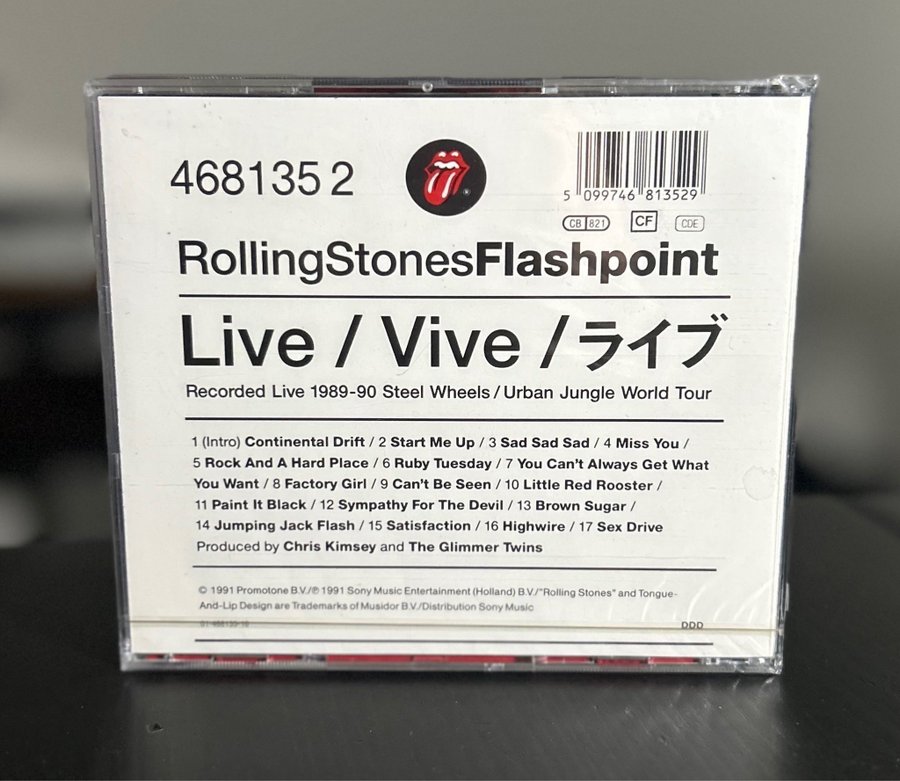 468135 2
5 099746 813529
CB 821 CF CDE
RollingStonesFlashpoint
Live / Vive / ライブ
Recorded Live 1989-90 Steel Wheels / Urban Jungle World Tour
1 (Intro) Continental Drift / 2 Start Me Up / 3 Sad Sad Sad / 4 Miss You /
5 Rock And A Hard Place / 6 Ruby Tuesday / 7 You Can't Always Get What
You Want / 8 Factory Girl / 9 Can't Be Seen / 10 Little Red Rooster /
11 Paint It Black / 12 Sympathy For The Devil / 13 Brown Sugar /
14 Jumping Jack Flash / 15 Satisfaction / 16 Highwire / 17 Sex Drive
Produced by Chris Kimsey and The Glimmer Twins
© 1991 Promotone B.V./℗ 1991 Sony Music Entertainment (Holland) B.V./"Rolling Stones" and Tongue-
And-Lip Design are Trademarks of Musidor B.V./Distribution Sony Music
DDD